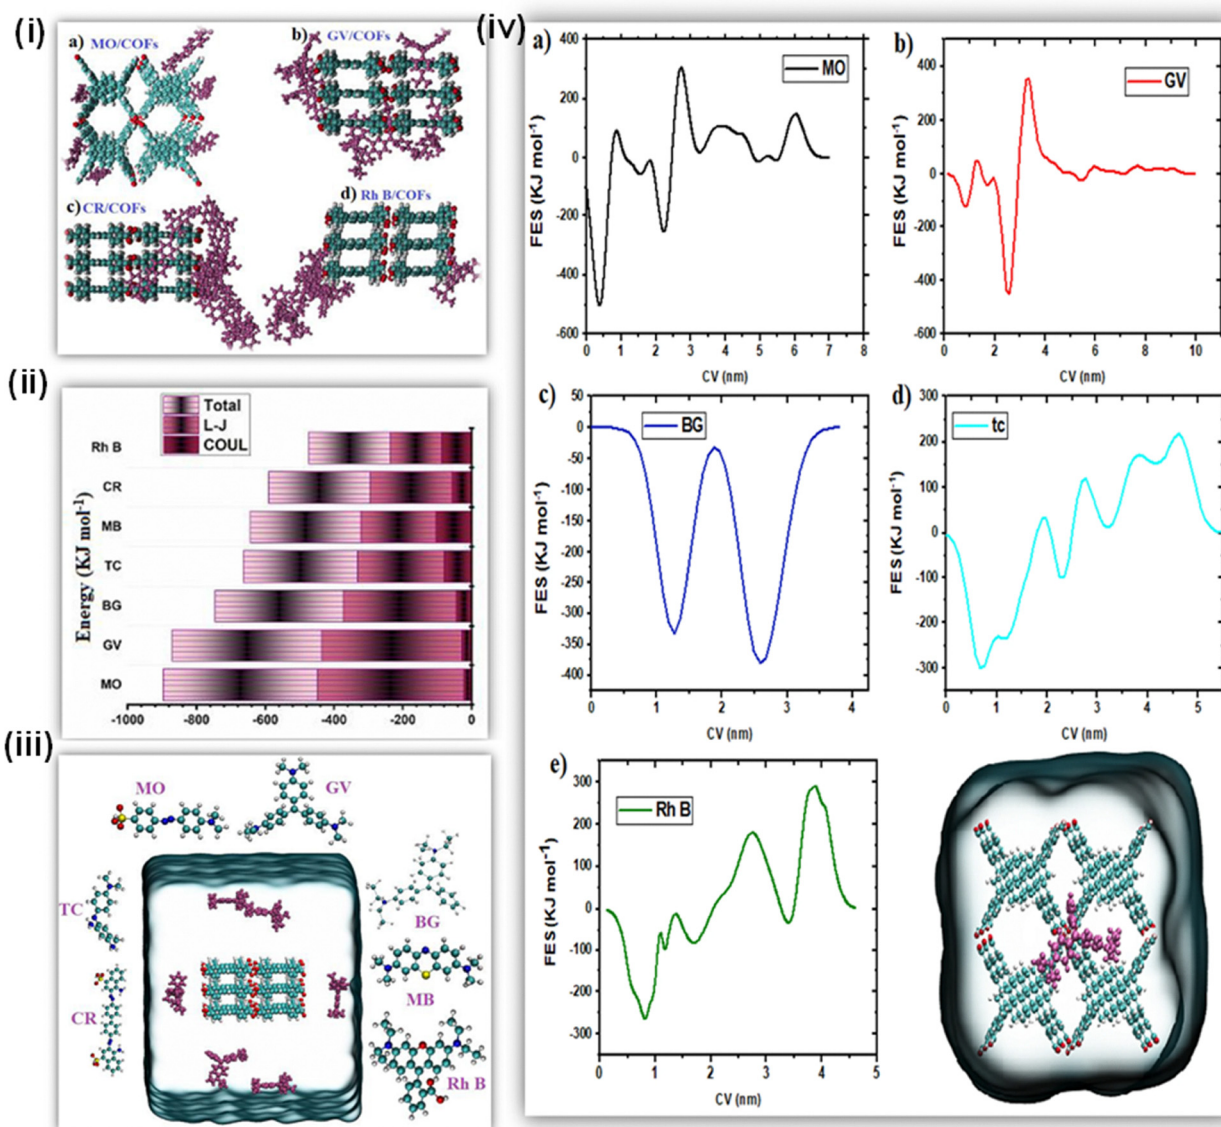 (i)
a) MO/COFs
b) GV/COFs
c) CR/COFs
d) Rh B/COFs
(ii)
Total
L-J
COUL
Energy (KJ mol⁻¹)
Rh B
CR
MB
TC
BG
GV
MO
-1000 -800 -600 -400 -200 0
(iii)
MO
GV
TC
BG
CR
MB
Rh B
(iv)
a)
MO
FES (KJ mol⁻¹)
400
200
0
-200
-400
-600
0 1 2 3 4 5 6 7 8
CV (nm)
b)
GV
FES (KJ mol⁻¹)
400
200
0
-200
-400
-600
0 2 4 6 8 10
CV (nm)
c)
BG
FES (KJ mol⁻¹)
50
0
-50
-100
-150
-200
-250
-300
-350
-400
0 1 2 3 4
CV (nm)
d)
tc
FES (KJ mol⁻¹)
300
200
100
0
-100
-200
-300
0 1 2 3 4 5
CV (nm)
e)
Rh B
FES (KJ mol⁻¹)
300
200
100
0
-100
-200
-300
0 1 2 3 4 5
CV (nm)